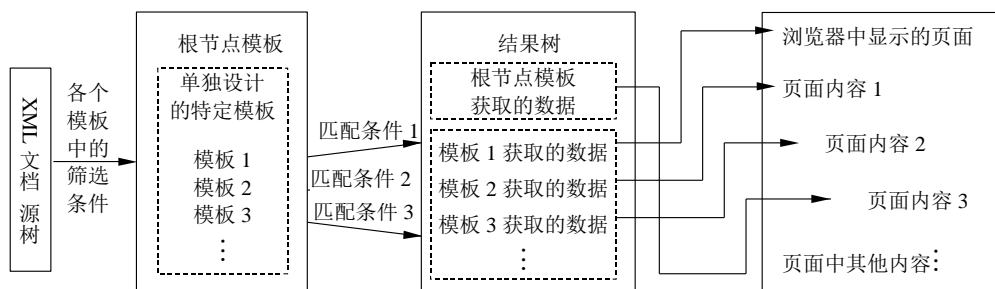 XML 文档 源树
各个
模板
中的
筛选
条件
根节点模板
单独设计
的特定模板
模板 1
模板 2
模板 3
⋮
匹配条件 1
匹配条件 2
匹配条件 3
结果树
根节点模板
获取的数据
模板 1 获取的数据
模板 2 获取的数据
模板 3 获取的数据
⋮
浏览器中显示的页面
页面内容 1
页面内容 2
页面内容 3
页面中其他内容⋮